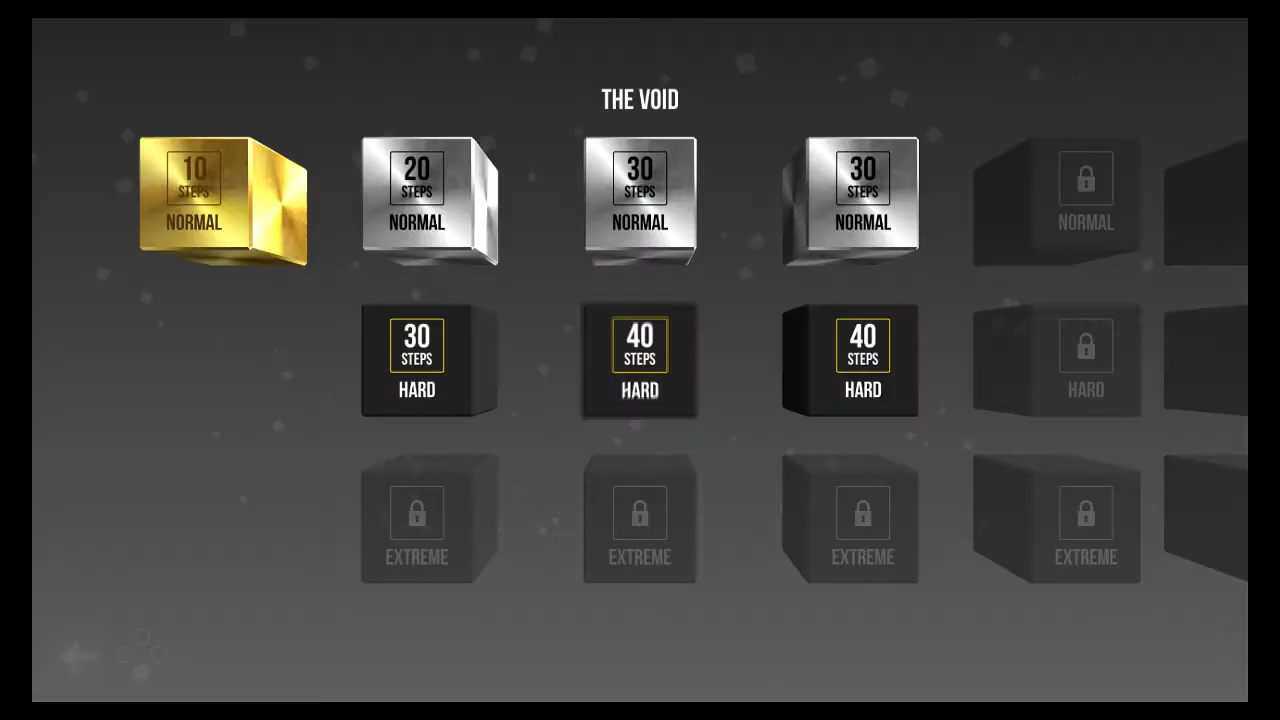 THE VOID
10 20 30 30
STEPS STEPS STEPS STEPS
NORMAL NORMAL NORMAL NORMAL NORMAL
30 40 40
STEPS STEPS STEPS
HARD HARD HARD HARD
EXTREME EXTREME EXTREME EXTREME